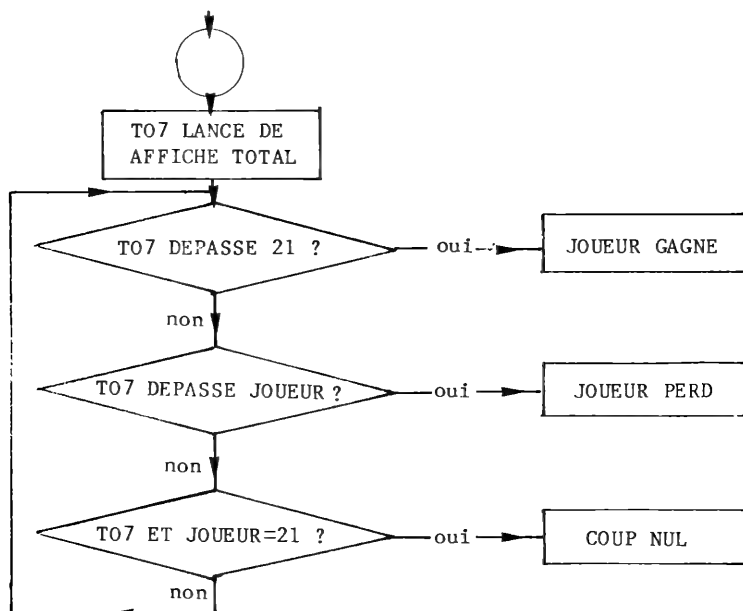 TO7 LANCE DE
AFFICHE TOTAL
TO7 DEPASSE 21 ?
oui
JOUEUR GAGNE
non
TO7 DEPASSE JOUEUR ?
oui
JOUEUR PERD
non
TO7 ET JOUEUR=21 ?
oui
COUP NUL
non